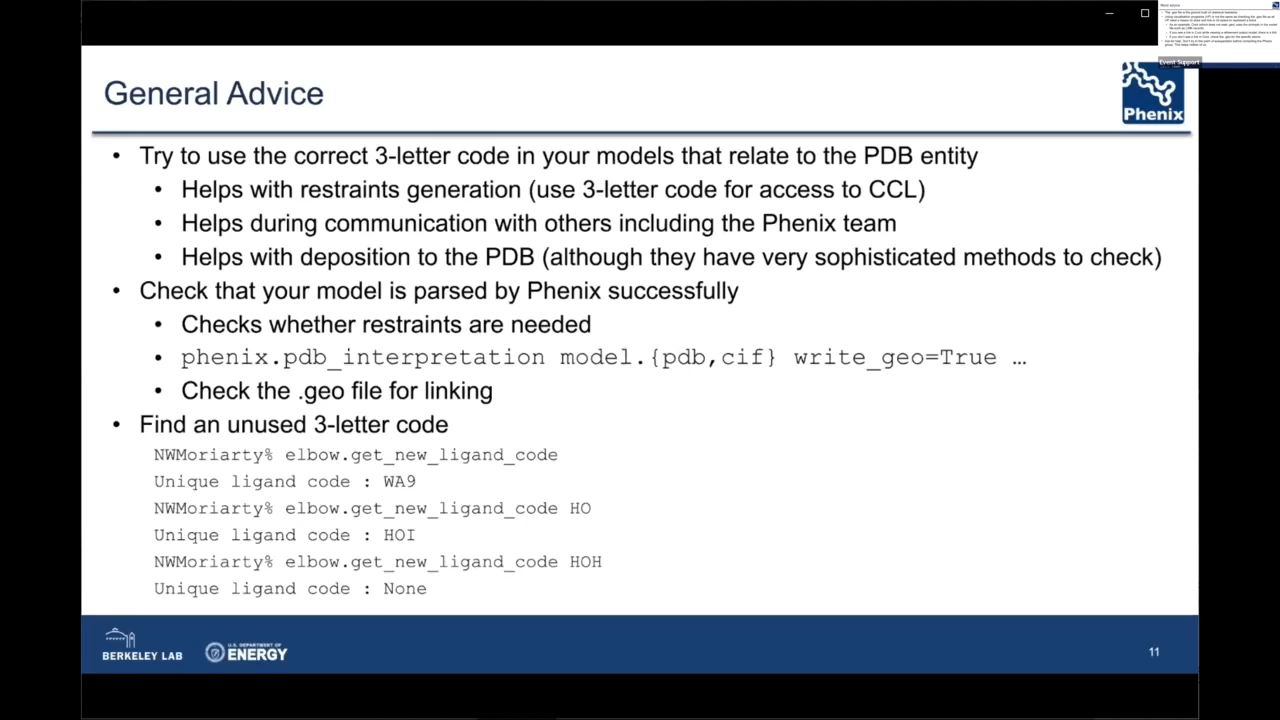 General Advice
Phenix
Event Support
• Try to use the correct 3-letter code in your models that relate to the PDB entity
• Helps with restraints generation (use 3-letter code for access to CCL)
• Helps during communication with others including the Phenix team
• Helps with deposition to the PDB (although they have very sophisticated methods to check)
• Check that your model is parsed by Phenix successfully
• Checks whether restraints are needed
• phenix.pdb_interpretation model.{pdb,cif} write_geo=True …
• Check the .geo file for linking
• Find an unused 3-letter code
NWMoriarty% elbow.get_new_ligand_code
Unique ligand code : WA9
NWMoriarty% elbow.get_new_ligand_code HO
Unique ligand code : HOI
NWMoriarty% elbow.get_new_ligand_code HOH
Unique ligand code : None
BERKELEY LAB
U.S. DEPARTMENT OF
ENERGY
11